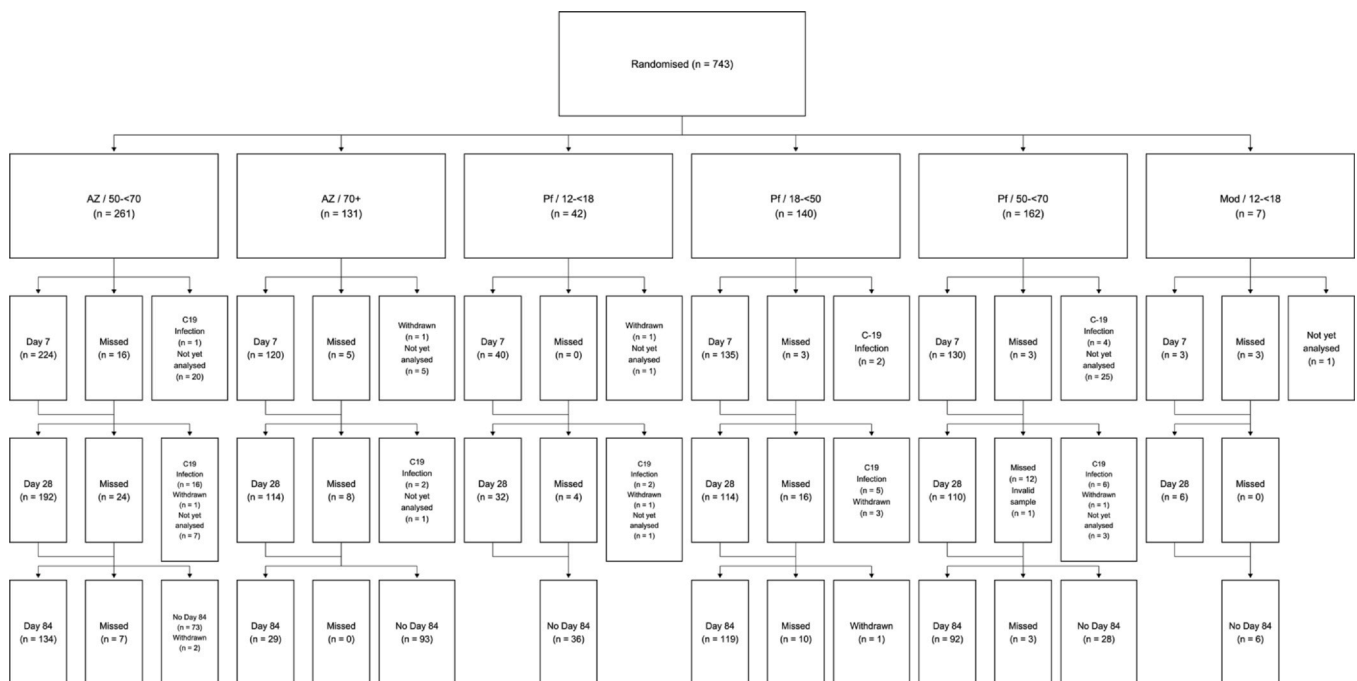 Randomised (n = 743)
AZ / 50-<70
(n = 261)
AZ / 70+
(n = 131)
Pf / 12-<18
(n = 42)
Pf / 18-<50
(n = 140)
Pf / 50-<70
(n = 162)
Mod / 12-<18
(n = 7)
Day 7
(n = 224)
Missed
(n = 16)
C19
Infection
(n = 1)
Not yet
analysed
(n = 20)
Day 7
(n = 120)
Missed
(n = 5)
Withdrawn
(n = 1)
Not yet
analysed
(n = 5)
Day 7
(n = 40)
Missed
(n = 0)
Withdrawn
(n = 1)
Not yet
analysed
(n = 1)
Day 7
(n = 135)
Missed
(n = 3)
C-19
Infection
(n = 2)
Day 7
(n = 130)
Missed
(n = 3)
C-19
Infection
(n = 4)
Not yet
analysed
(n = 25)
Day 7
(n = 3)
Missed
(n = 3)
Not yet
analysed
(n = 1)
Day 28
(n = 192)
Missed
(n = 24)
C19
Infection
(n = 16)
Withdrawn
(n = 1)
Not yet
analysed
(n = 7)
Day 28
(n = 114)
Missed
(n = 8)
C19
Infection
(n = 2)
Not yet
analysed
(n = 1)
Day 28
(n = 32)
Missed
(n = 4)
C19
Infection
(n = 2)
Withdrawn
(n = 1)
Not yet
analysed
(n = 1)
Day 28
(n = 114)
Missed
(n = 16)
C19
Infection
(n = 5)
Withdrawn
(n = 3)
Day 28
(n = 110)
Missed
(n = 12)
Invalid
sample
(n = 1)
C19
Infection
(n = 6)
Withdrawn
(n = 1)
Not yet
analysed
(n = 3)
Day 28
(n = 6)
Missed
(n = 0)
Day 84
(n = 134)
Missed
(n = 7)
No Day 84
(n = 73)
Withdrawn
(n = 2)
Day 84
(n = 29)
Missed
(n = 0)
No Day 84
(n = 93)
No Day 84
(n = 36)
Day 84
(n = 119)
Missed
(n = 10)
Withdrawn
(n = 1)
Day 84
(n = 92)
Missed
(n = 3)
No Day 84
(n = 28)
No Day 84
(n = 6)